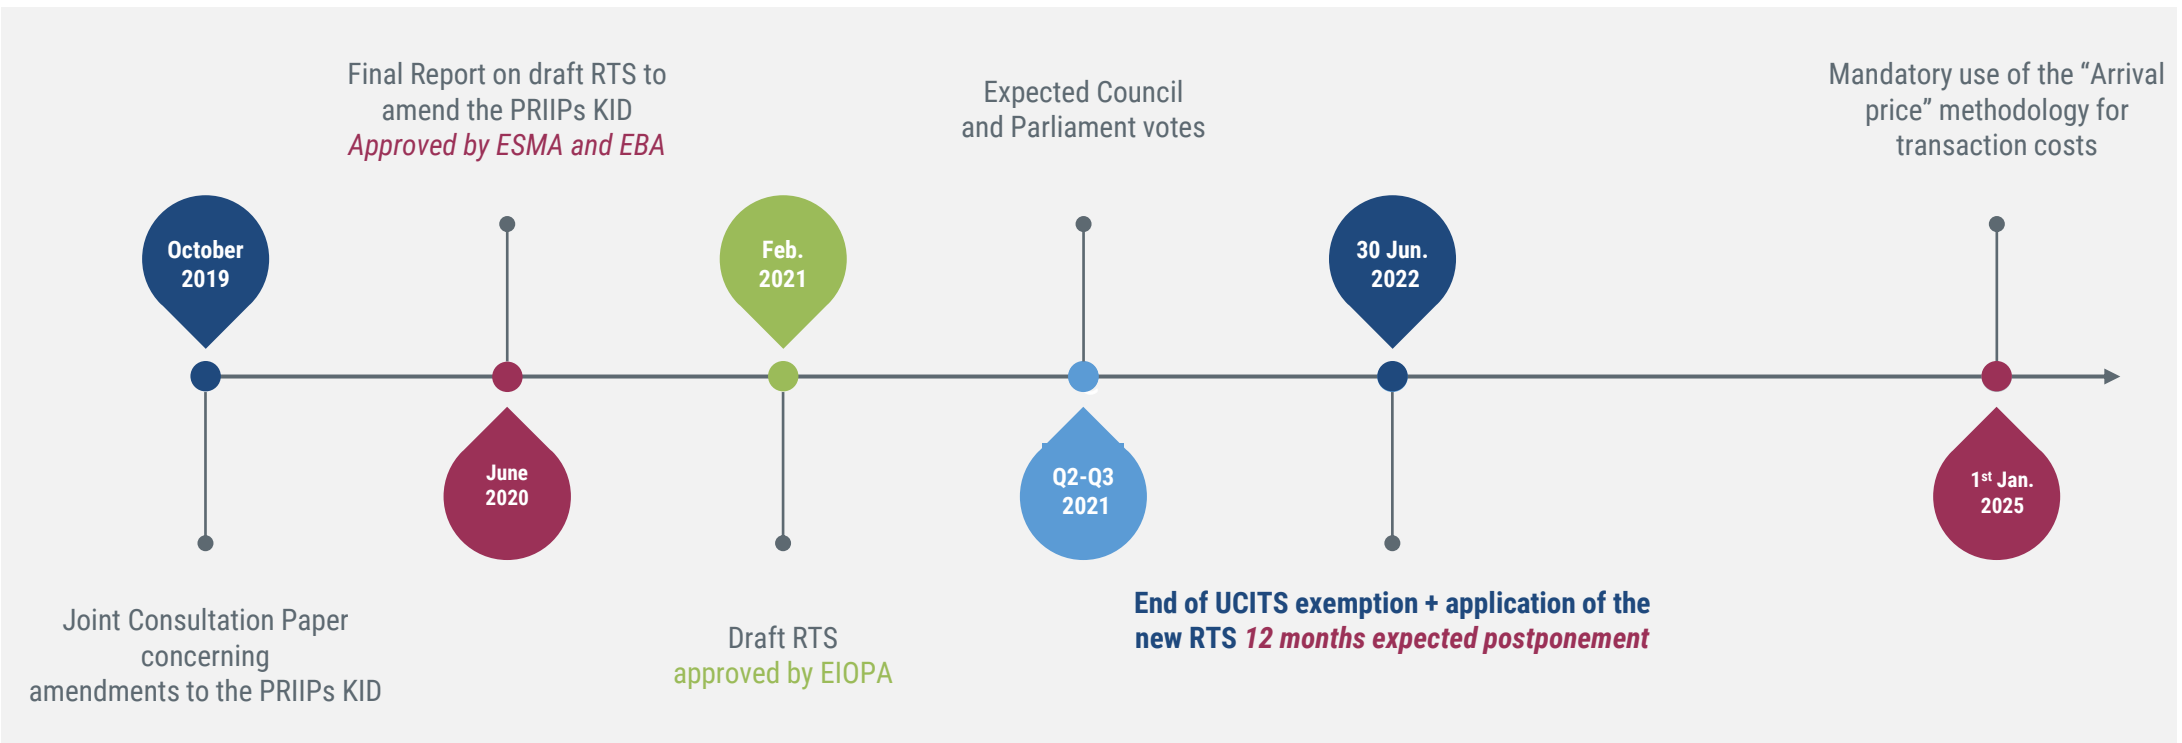 Final Report on draft RTS to
amend the PRIIPs KID
Approved by ESMA and EBA
Expected Council
and Parliament votes
Mandatory use of the “Arrival
price” methodology for
transaction costs
October
2019
Feb.
2021
30 Jun.
2022
June
2020
Q2-Q3
2021
1st Jan.
2025
Joint Consultation Paper
concerning
amendments to the PRIIPs KID
Draft RTS
approved by EIOPA
End of UCITS exemption + application of the
new RTS 12 months expected postponement